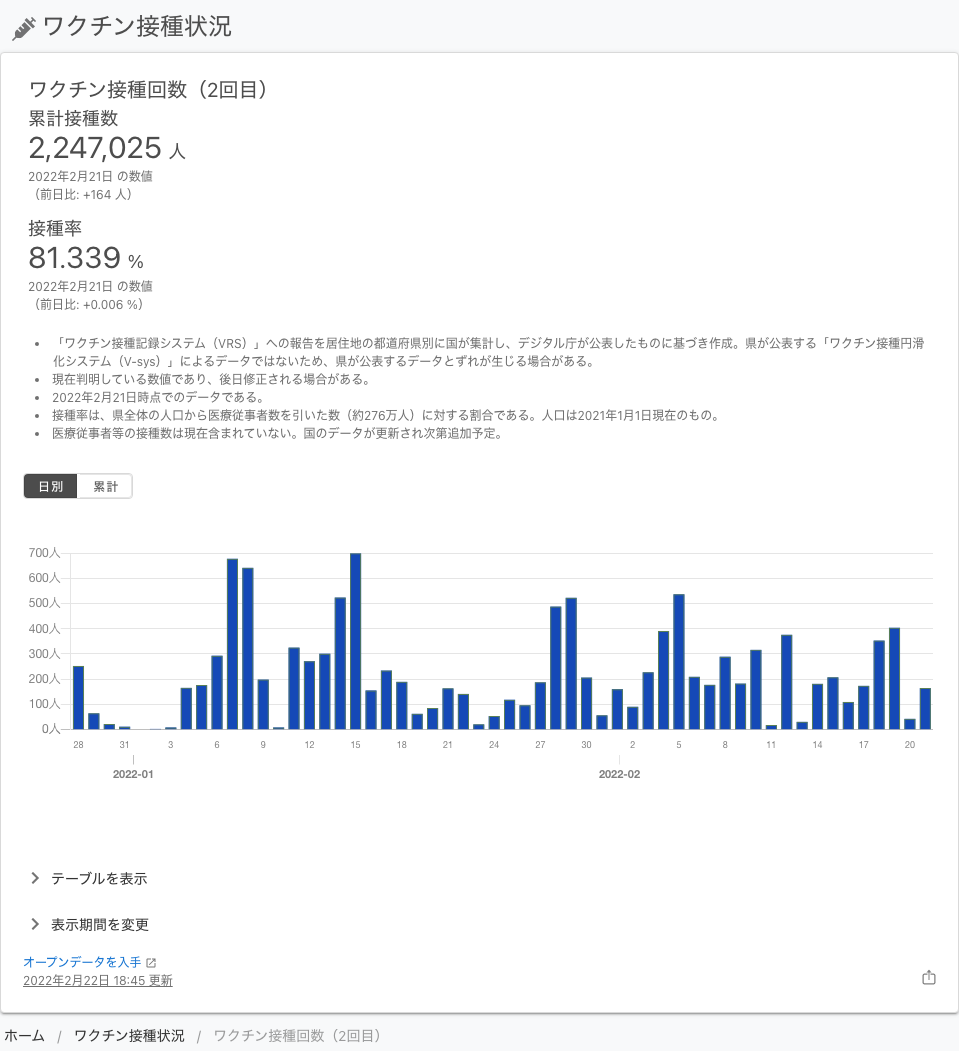 ワクチン接種状況
ワクチン接種回数（2回目）
累計接種数
2,247,025 人
2022年2月21日 の数値
（前日比: +164 人）
接種率
81.339 %
2022年2月21日 の数値
（前日比: +0.006 %）
• 「ワクチン接種記録システム（VRS）」への報告を居住地の都道府県別に国が集計し、デジタル庁が公表したものに基づき作成。県が公表する「ワクチン接種円滑
化システム（V-sys）」によるデータではないため、県が公表するデータとずれが生じる場合がある。
• 現在判明している数値であり、後日修正される場合がある。
• 2022年2月21日時点でのデータである。
• 接種率は、県全体の人口から医療従事者数を引いた数（約276万人）に対する割合である。人口は2021年1月1日現在のもの。
• 医療従事者等の接種数は現在含まれていない。国のデータが更新され次第追加予定。
日別 累計
700人
600人
500人
400人
300人
200人
100人
0人
28 31 3 6 9 12 15 18 21 24 27 30 2 5 8 11 14 17 20
2022-01 2022-02
テーブルを表示
表示期間を変更
オープンデータを入手
2022年2月22日 18:45 更新
ホーム / ワクチン接種状況 / ワクチン接種回数（2回目）